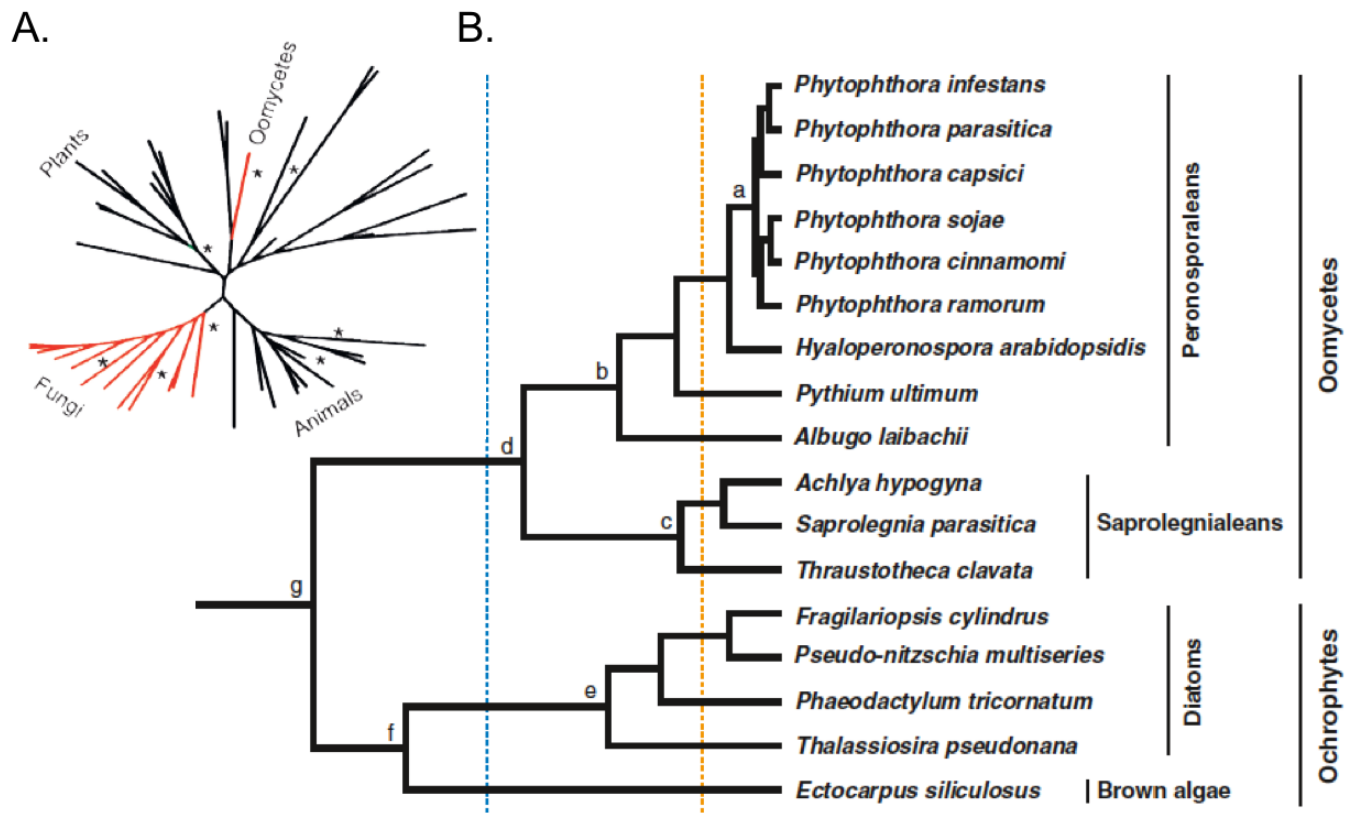 A.
B.
Plants
Oomycetes
*
*
*
*
*
*
*
*
Fungi
Animals
Phytophthora infestans
Phytophthora parasitica
Phytophthora capsici
Phytophthora sojae
Phytophthora cinnamomi
Phytophthora ramorum
Hyaloperonospora arabidopsidis
Pythium ultimum
Albugo laibachii
Achlya hypogyna
Saprolegnia parasitica
Thraustotheca clavata
Fragilariopsis cylindrus
Pseudo-nitzschia multiseries
Phaeodactylum tricornatum
Thalassiosira pseudonana
Ectocarpus siliculosus
a
b
c
d
e
f
g
Peronosporaleans
Saprolegnialeans
Diatoms
Brown algae
Oomycetes
Ochrophytes